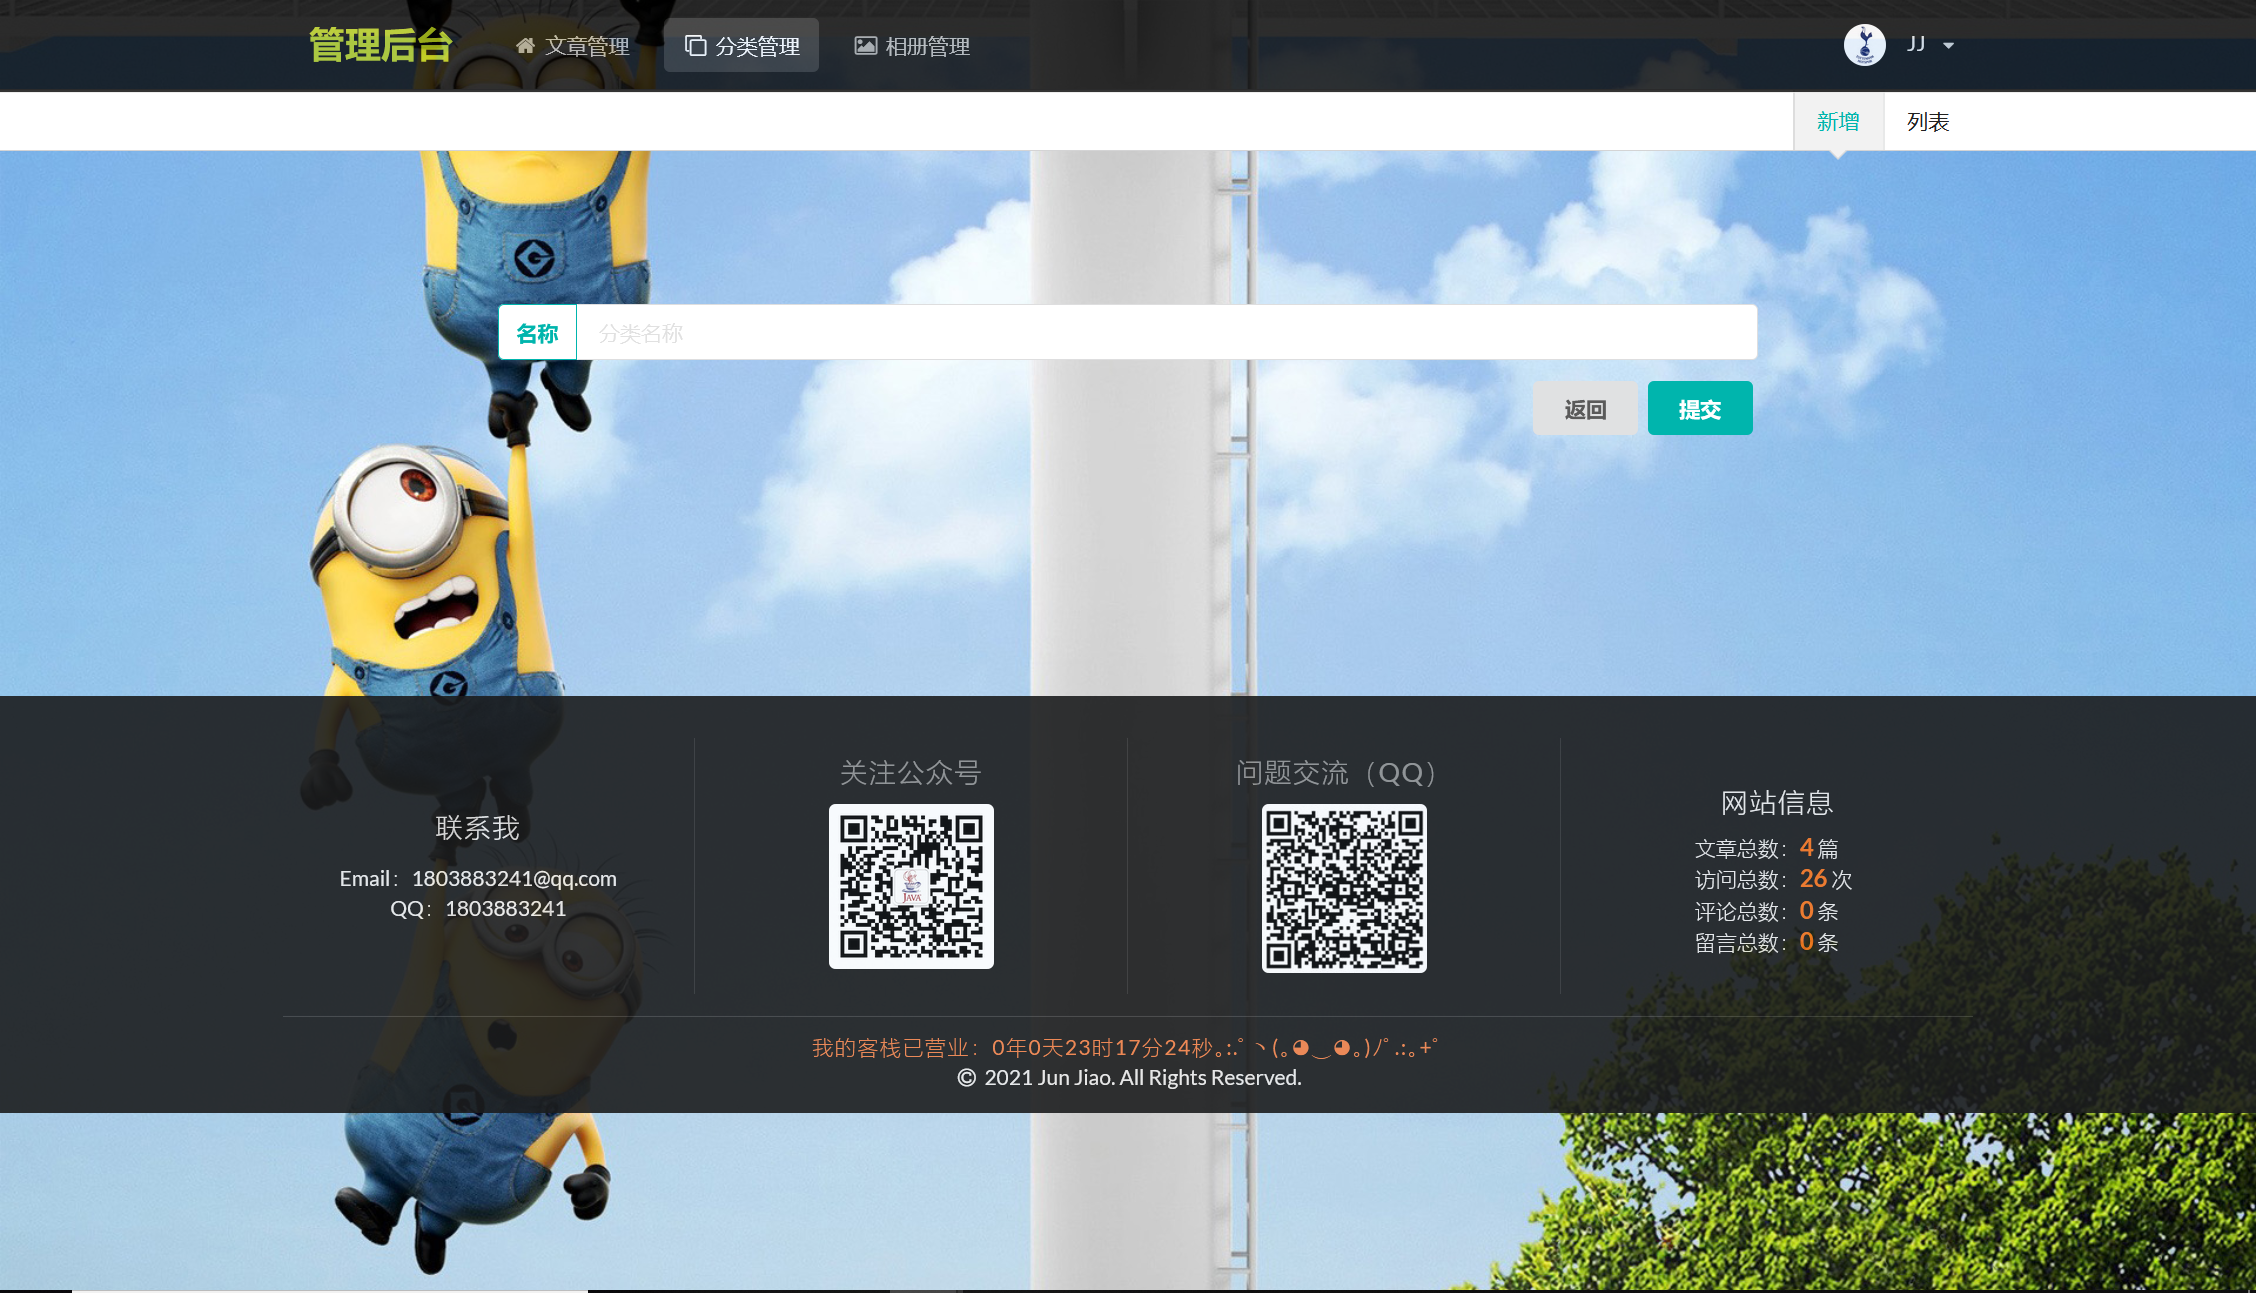 管理后台
文章管理
分类管理
相册管理
JJ
新增
列表
名称
分类名称
返回
提交
联系我
Email：1803883241@qq.com
QQ：1803883241
关注公众号
JAVA
问题交流（QQ）
网站信息
文章总数：4篇
访问总数：26次
评论总数：0条
留言总数：0条
我的客栈已营业：0年0天23时17分24秒｡:.ﾟヽ(｡◕‿◕｡)ﾉﾟ.:｡+ﾟ
© 2021 Jun Jiao. All Rights Reserved.